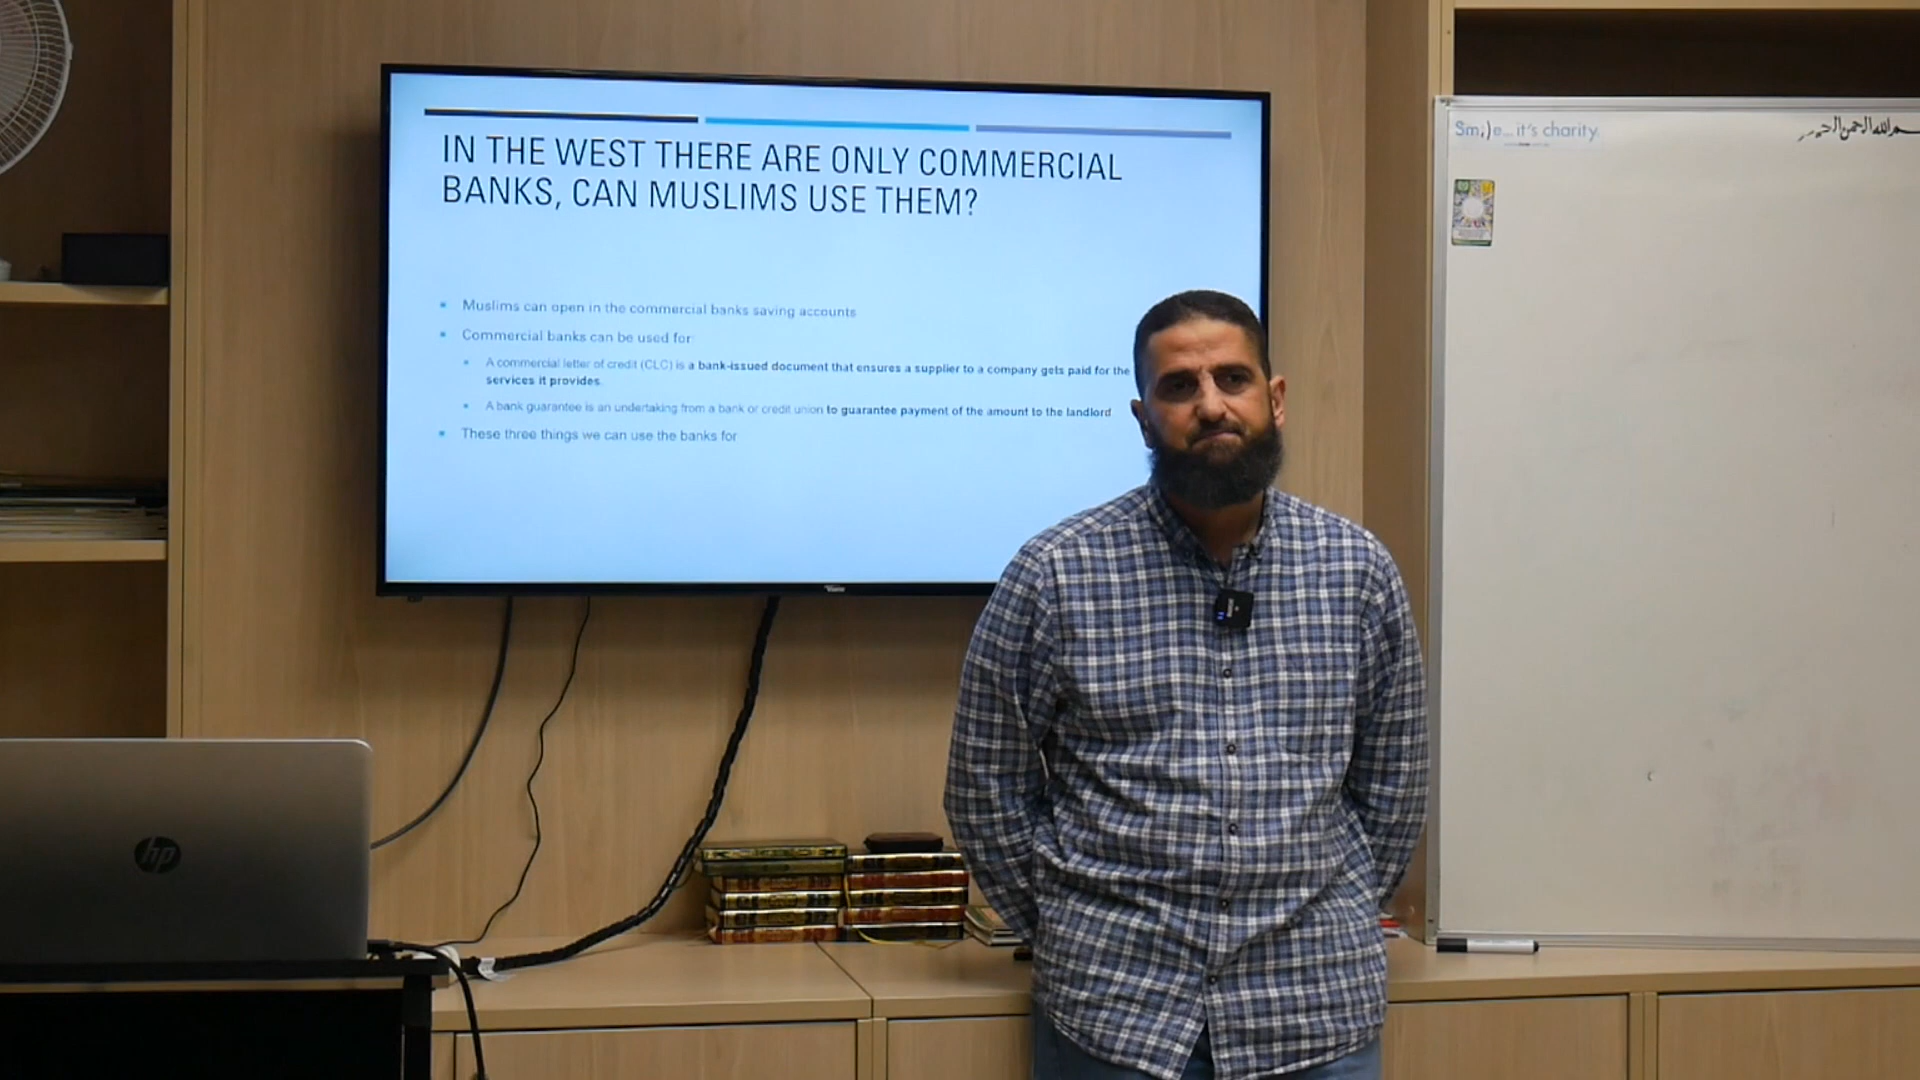 IN THE WEST THERE ARE ONLY COMMERCIAL
BANKS, CAN MUSLIMS USE THEM?
Muslims can open in the commercial banks saving accounts
Commercial banks can be used for
A commercial letter of credit (CLC) is a bank-issued document that ensures a supplier to a company gets paid for the
services it provides.
A bank guarantee is an undertaking from a bank or credit union to guarantee payment of the amount to the landlord
These three things we can use the banks for
Sm;)e... it's charity
بسم الله الرحمن الرحيم
hp